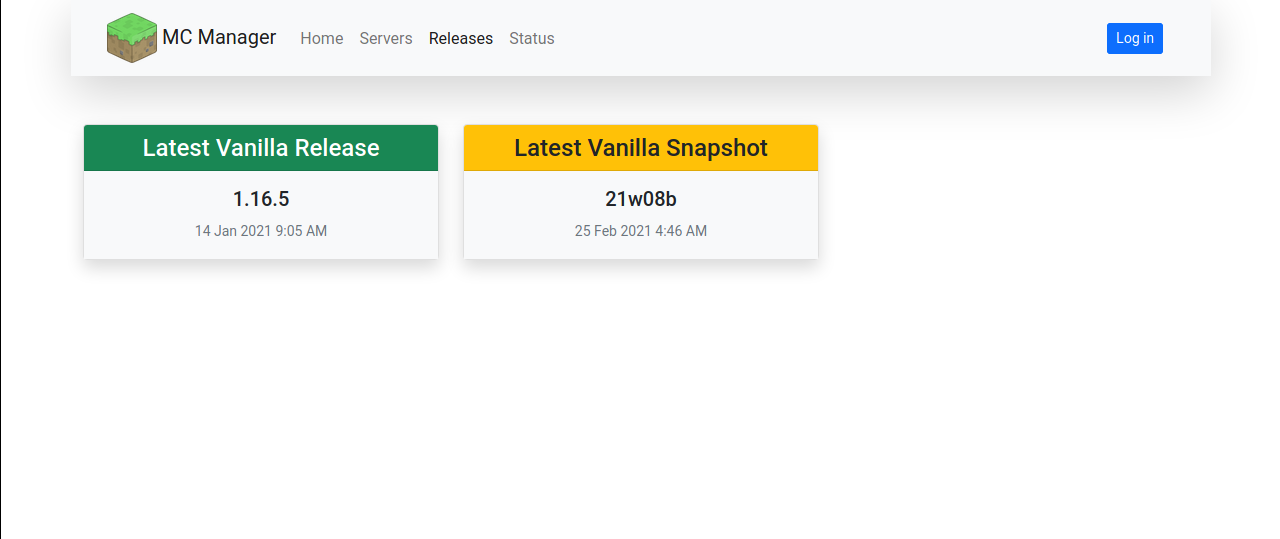 MC Manager Home Servers Releases Status Log in
Latest Vanilla Release
1.16.5
14 Jan 2021 9:05 AM
Latest Vanilla Snapshot
21w08b
25 Feb 2021 4:46 AM